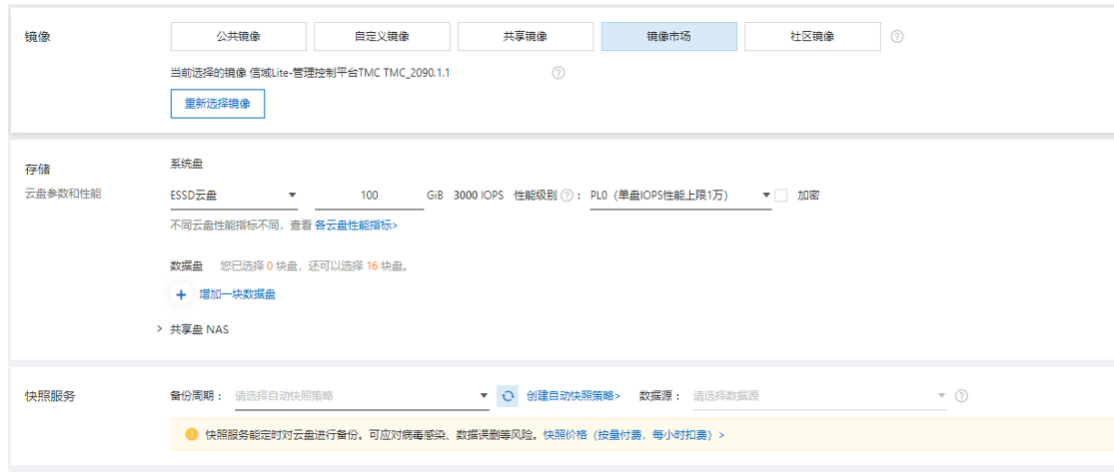 镜像 公共镜像 自定义镜像 共享镜像 镜像市场 社区镜像
当前选择的镜像 信域Lite-管理控制平台TMC TMC_2090.1.1
重新选择镜像
存储 系统盘
云盘参数和性能 ESSD云盘 100 GiB 3000 IOPS 性能级别 : PL0（单盘IOPS性能上限1万） 加密
不同云盘性能指标不同，查看 各云盘性能指标>
数据盘 您已选择 0 块盘，还可以选择 16 块盘。
+ 增加一块数据盘
> 共享盘 NAS
快照服务 备份周期： 请选择自动快照策略 创建自动快照策略> 数据源： 请选择数据源
快照服务能定时对云盘进行备份。可应对病毒感染、数据误删等风险。快照价格（按量付费，每小时扣费）>